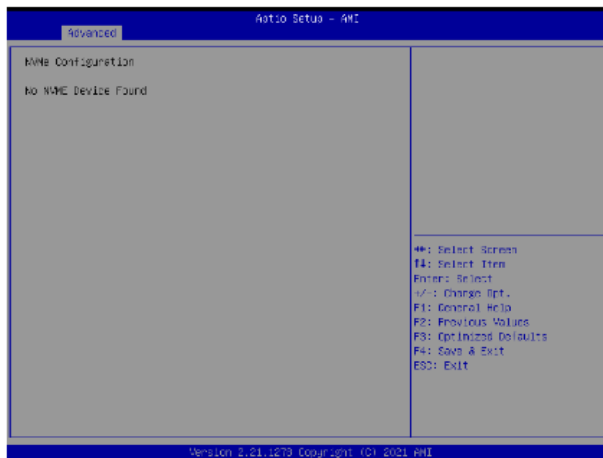 Aptio Setup - AMI
Advanced
NVMe Configuration
No NVME Device Found
→←: Select Screen
↑↓: Select Item
Enter: Select
+/-: Change Opt.
F1: General Help
F2: Previous Values
F3: Optimized Defaults
F4: Save & Exit
ESC: Exit
Version 2.21.1278 Copyright (C) 2021 AMI